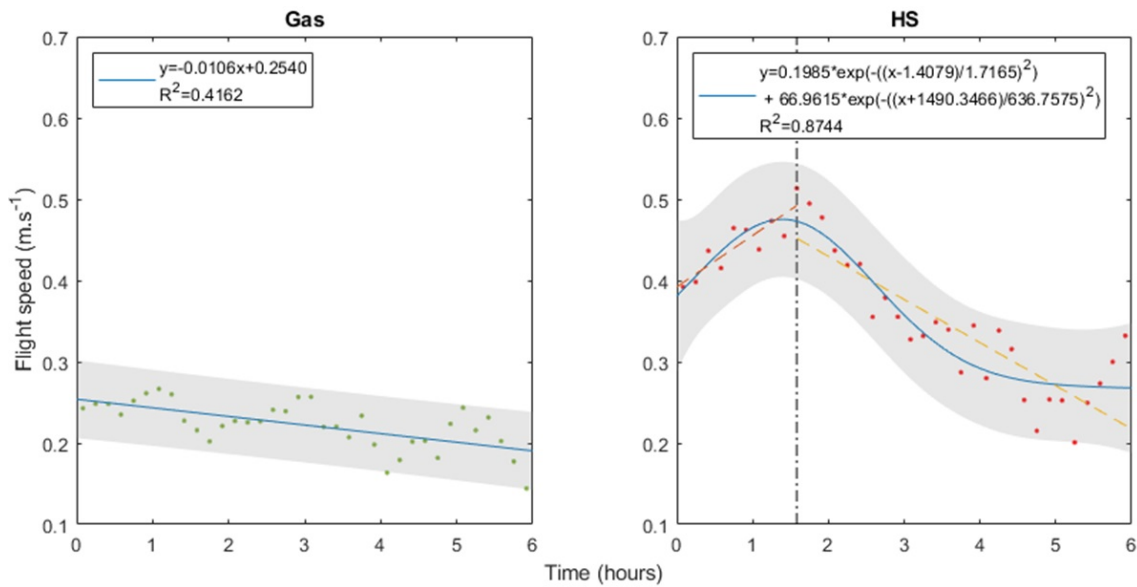 Gas
HS
Flight speed (m.s⁻¹)
0.7
0.6
0.5
0.4
0.3
0.2
0.1
y=-0.0106x+0.2540
R²=0.4162
0 1 2 3 4 5 6
0.7
0.6
0.5
0.4
0.3
0.2
0.1
y=0.1985*exp(-((x-1.4079)/1.7165)²)
+ 66.9615*exp(-((x+1490.3466)/636.7575)²)
R²=0.8744
0 1 2 3 4 5 6
Time (hours)